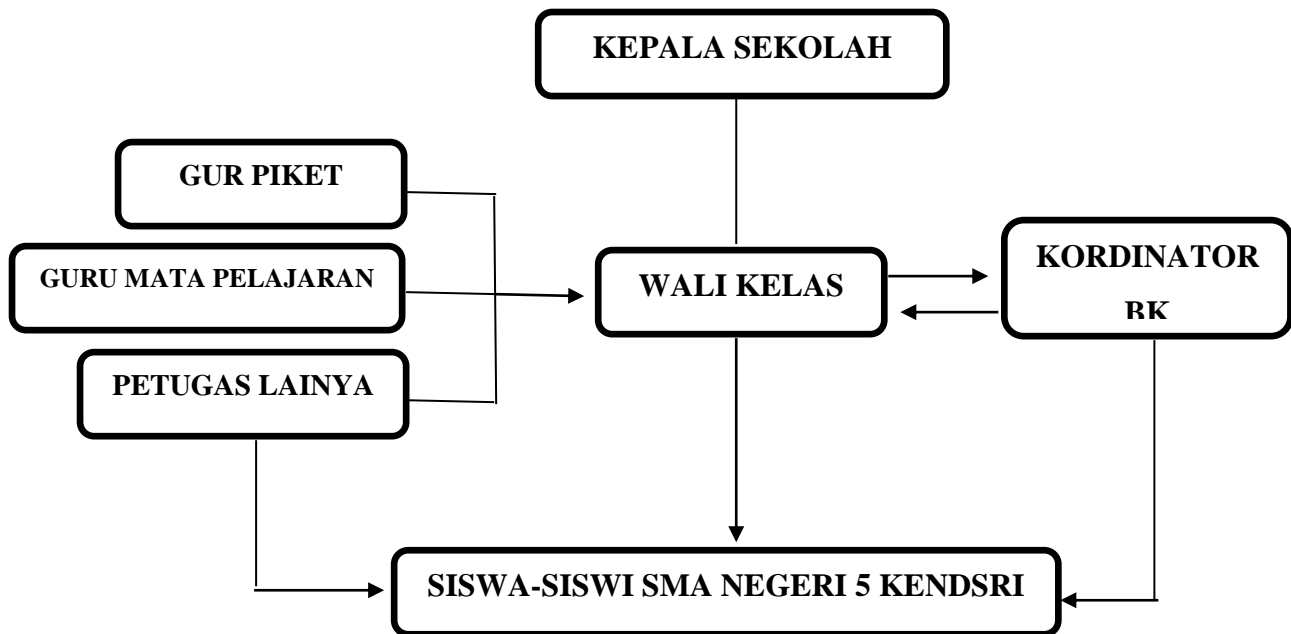 KEPALA SEKOLAH
GUR PIKET
GURU MATA PELAJARAN
PETUGAS LAINYA
WALI KELAS
KORDINATOR
BK
SISWA-SISWI SMA NEGERI 5 KENDSRI